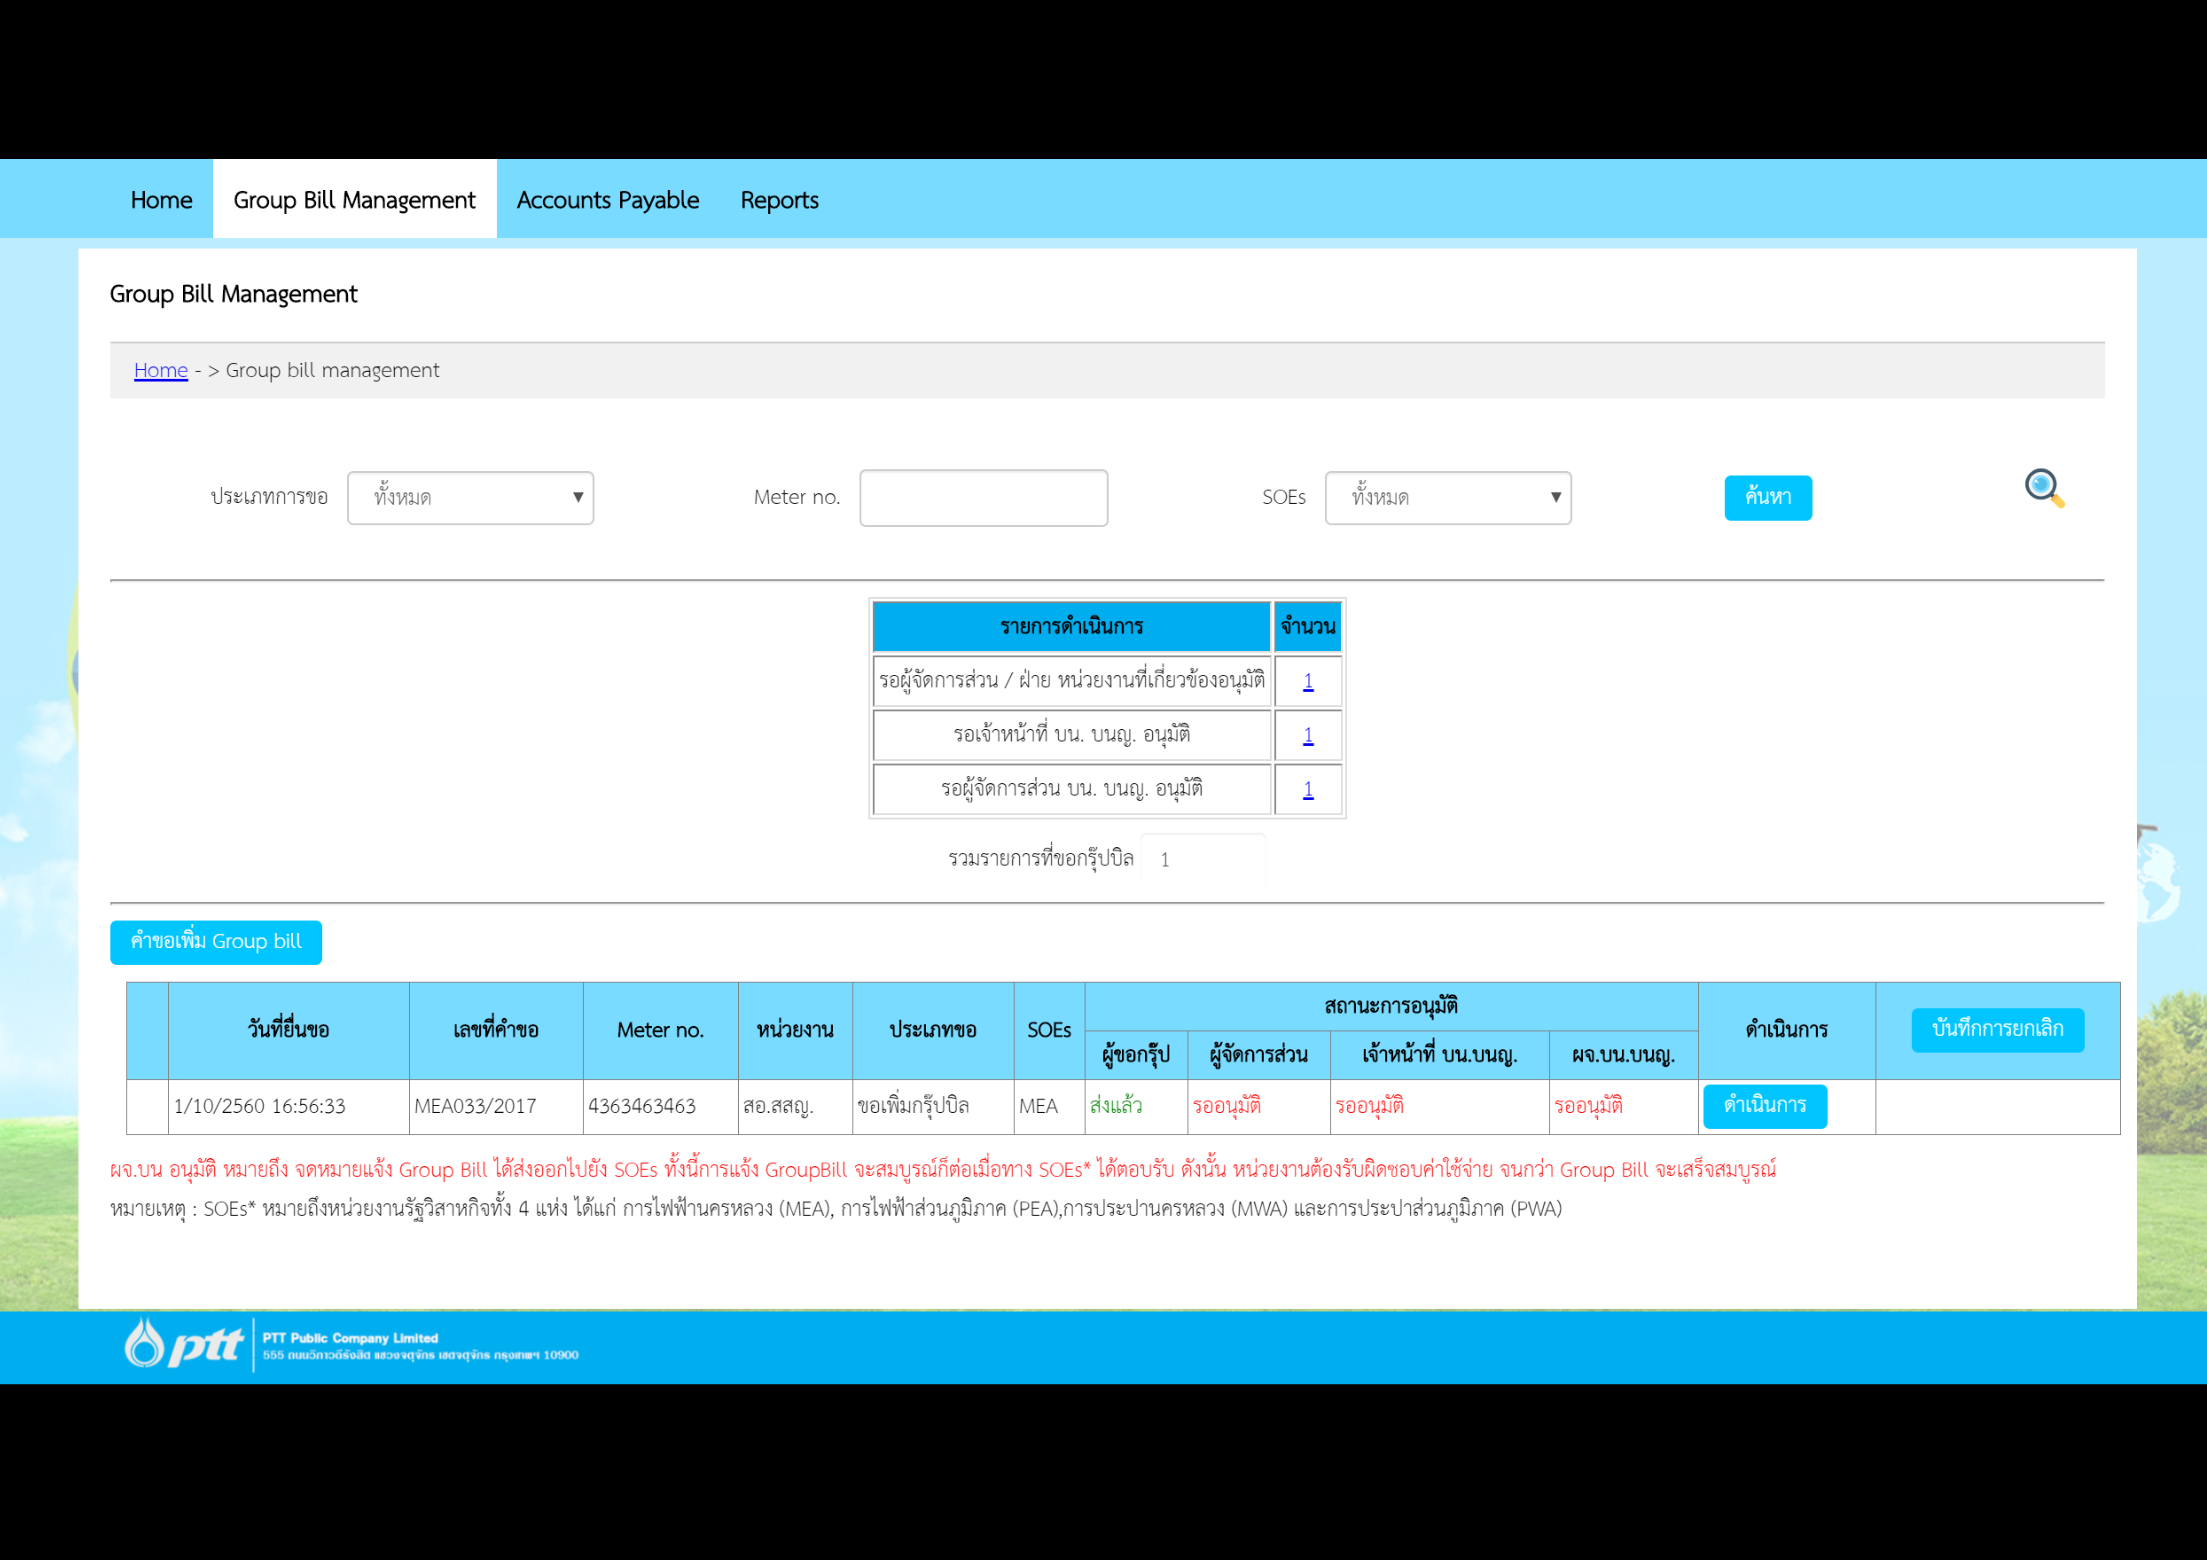 Home Group Bill Management Accounts Payable Reports
Group Bill Management
Home - > Group bill management
ประเภทการขอ ทั้งหมด ▼ Meter no. SOEs ทั้งหมด ▼ ค้นหา
รายการดำเนินการ จำนวน
รอผู้จัดการส่วน / ฝ่าย หน่วยงานที่เกี่ยวข้องอนุมัติ 1
รอเจ้าหน้าที่ บน. บนญ. อนุมัติ 1
รอผู้จัดการส่วน บน. บนญ. อนุมัติ 1
รวมรายการที่ขอกรุ๊ปบิล 1
คำขอเพิ่ม Group bill
วันที่ยื่นขอ เลขที่คำขอ Meter no. หน่วยงาน ประเภทขอ SOEs สถานะการอนุมัติ ดำเนินการ บันทึกการยกเลิก
ผู้ขอกรุ๊ป ผู้จัดการส่วน เจ้าหน้าที่ บน.บนญ. ผจ.บน.บนญ.
1/10/2560 16:56:33 MEA033/2017 4363463463 สอ.สสญ. ขอเพิ่มกรุ๊ปบิล MEA ส่งแล้ว รออนุมัติ รออนุมัติ รออนุมัติ ดำเนินการ
ผจ.บน อนุมัติ หมายถึง จดหมายแจ้ง Group Bill ได้ส่งออกไปยัง SOEs ทั้งนี้การแจ้ง GroupBill จะสมบูรณ์ก็ต่อเมื่อทาง SOEs* ได้ตอบรับ ดังนั้น หน่วยงานต้องรับผิดชอบค่าใช้จ่าย จนกว่า Group Bill จะเสร็จสมบูรณ์
หมายเหตุ : SOEs* หมายถึงหน่วยงานรัฐวิสาหกิจทั้ง 4 แห่ง ได้แก่ การไฟฟ้านครหลวง (MEA), การไฟฟ้าส่วนภูมิภาค (PEA),การประปานครหลวง (MWA) และการประปาส่วนภูมิภาค (PWA)
ptt PTT Public Company Limited
555 ถนนวิภาวดีรังสิต แขวงจตุจักร เขตจตุจักร กรุงเทพฯ 10900